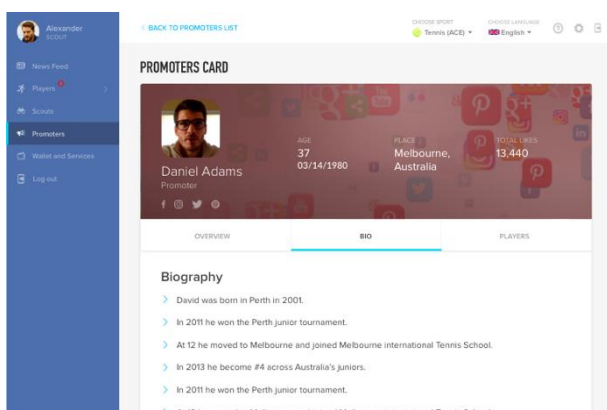 Alexander
SCOUT
News Feed
Players
Scouts
Promoters
Wallet and Services
Log out
< BACK TO PROMOTERS LIST
CHOOSE SPORT
Tennis (ACE)
CHOOSE LANGUAGE
English
PROMOTERS CARD
Daniel Adams
Promoter
AGE
37
03/14/1980
PLACE
Melbourne,
Australia
TOTAL LIKES
13,440
OVERVIEW
BIO
PLAYERS
Biography
David was born in Perth in 2001.
In 2011 he won the Perth junior tournament.
At 12 he moved to Melbourne and joined Melbourne international Tennis School.
In 2013 he become #4 across Australia's juniors.
In 2011 he won the Perth junior tournament.